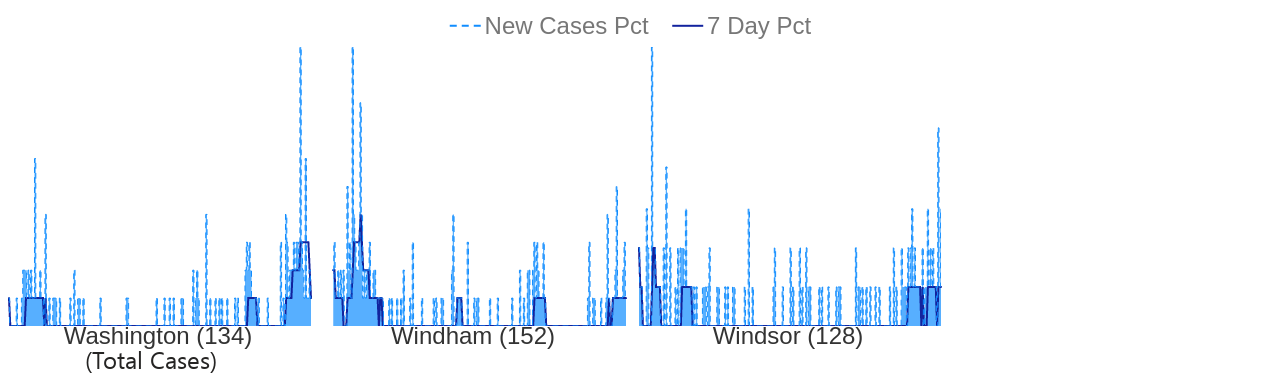 New Cases Pct 7 Day Pct
Washington (134) Windham (152) Windsor (128)
(Total Cases)